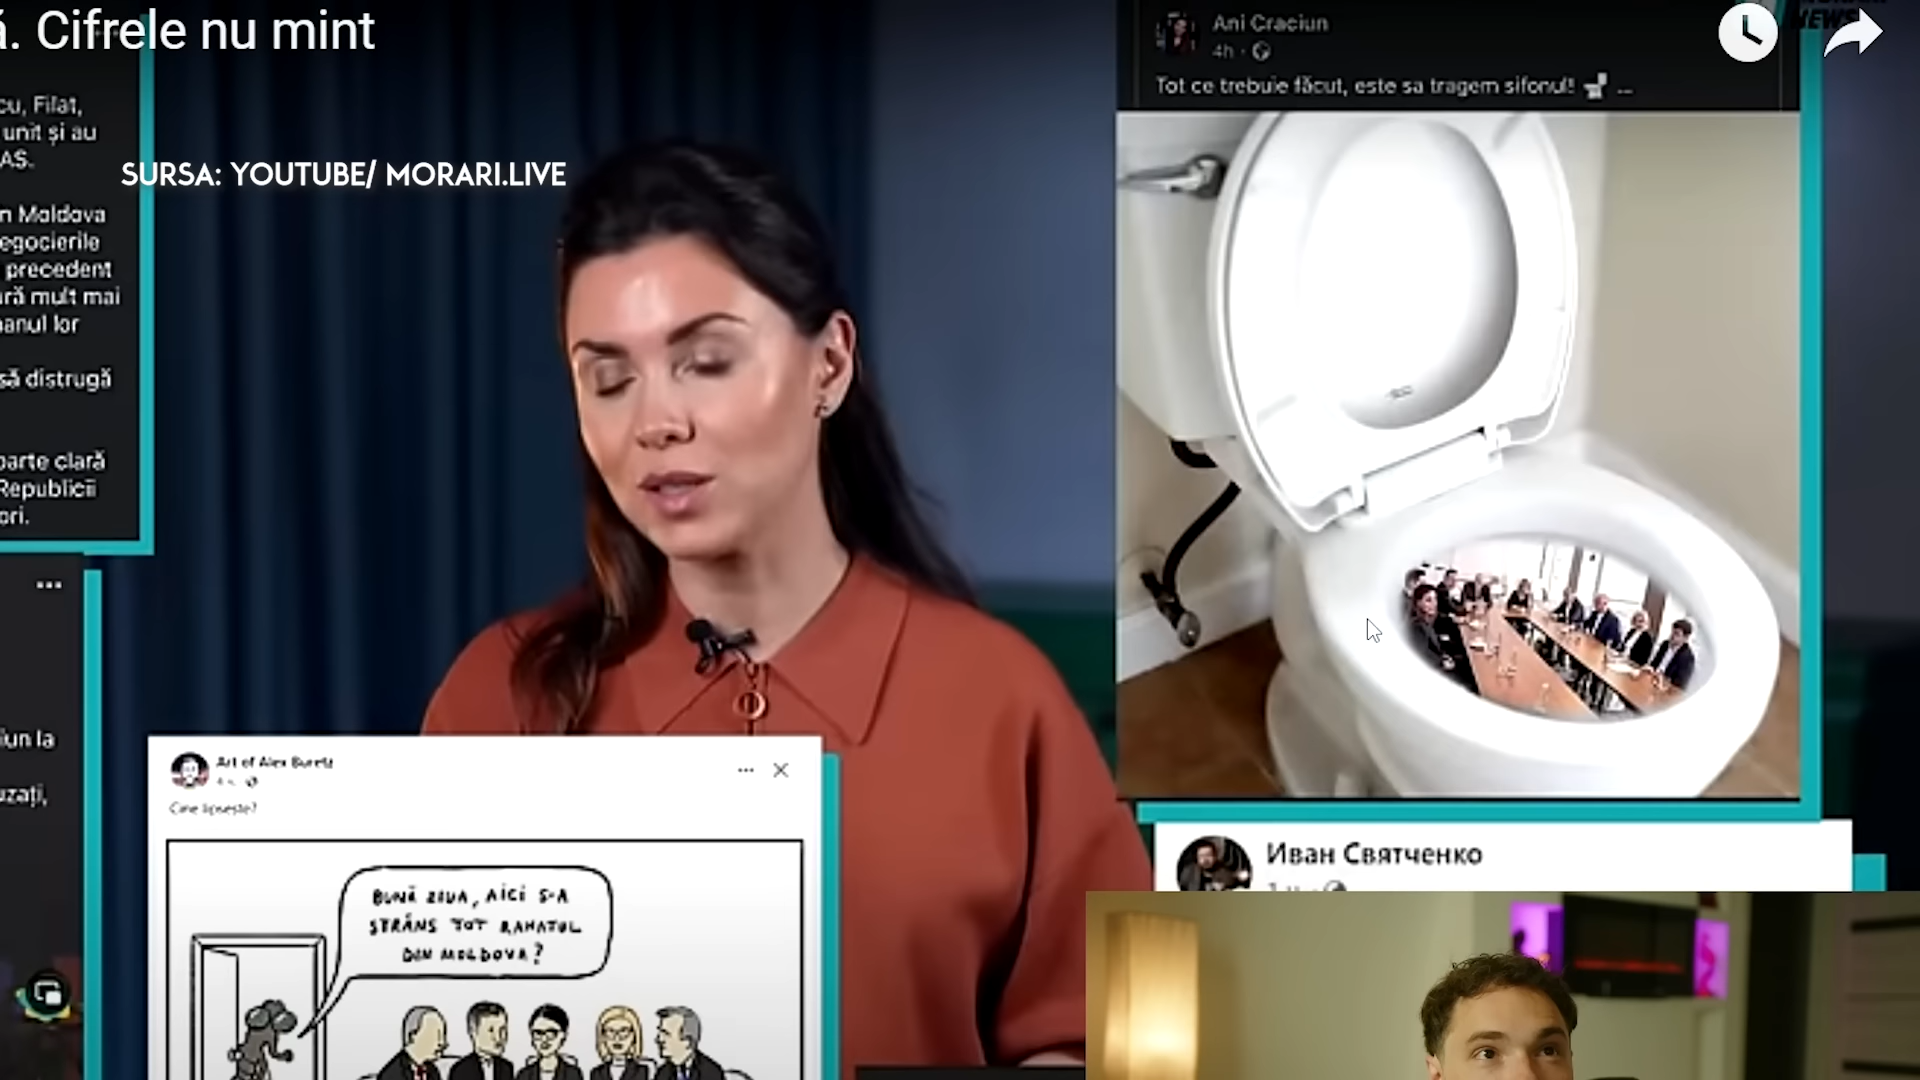 ă. Cifrele nu mint
NEWS
cu, Filat,
unit și au
AS.
n Moldova
egocierile
precedent
ră mult mai
anul lor
să distrugă
parte clară
Republicii
ori.
SURSA: YOUTUBE/ MORARI.LIVE
Ani Craciun
4h
Tot ce trebuie făcut, este sa tragem sifonul! ...
iun la
uzați,
Art of Alex Buretz
Cine lipsește?
BUNĂ ZIUA, AICI S-A
STRÂNS TOT RAHATUL
DIN MOLDOVA?
Иван Святченко